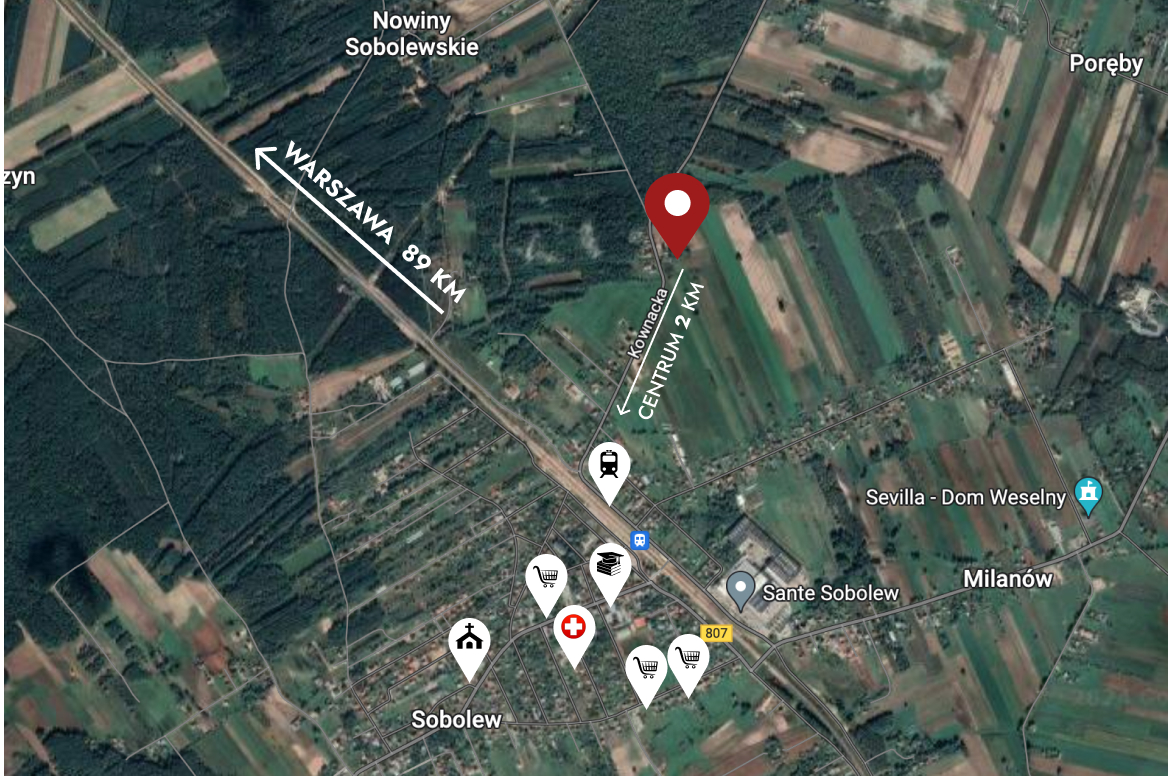 Nowiny
Sobolewskie
Poręby
zyn
WARSZAWA 89 KM
Kownacka
CENTRUM 2 KM
Sevilla - Dom Weselny
Milanów
Sante Sobolew
807
Sobolew